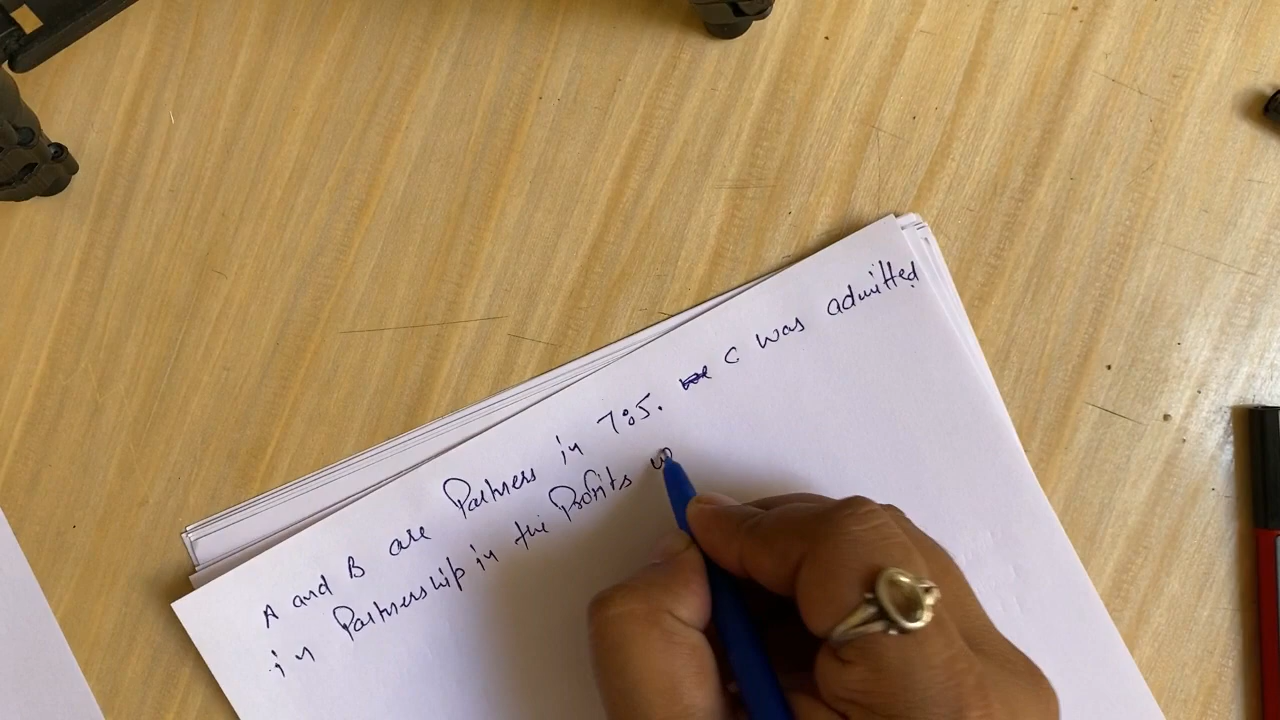 A and B are Partners in 7:5. C was admitted
in Partnership in the Profits